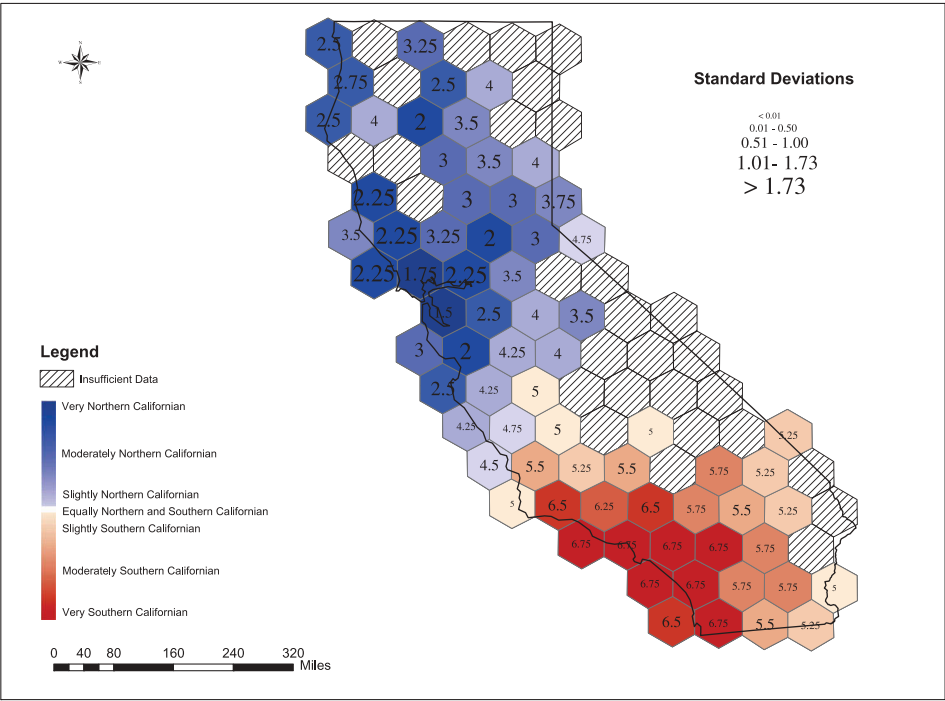 N
W
S
2.5 3.25
2.75 2.5 4
2.5 4 2 3.5
3 3.5 4
2.25 3 3 3.75
3.5 2.25 3.25 2 3 4.75
2.25 1.75 2.25 3.5
1.5 2.5 4 3.5
3 2 4.25 4
2.5 4.25 5
4.25 4.75 5 5 5.25
4.5 5.5 5.25 5.5 5.75 5.25
5 6.5 6.25 6.5 5.75 5.5 5.25
6.75 6.75 6.75 6.75 5.75
6.75 6.75 5.75 5.75 5
6.5 6.75 5.5 5.25
Standard Deviations
< 0.01
0.01 - 0.50
0.51 - 1.00
1.01- 1.73
> 1.73
Legend
Insufficient Data
Very Northern Californian
Moderately Northern Californian
Slightly Northern Californian
Equally Northern and Southern Californian
Slightly Southern Californian
Moderately Southern Californian
Very Southern Californian
0 40 80 160 240 320
Miles